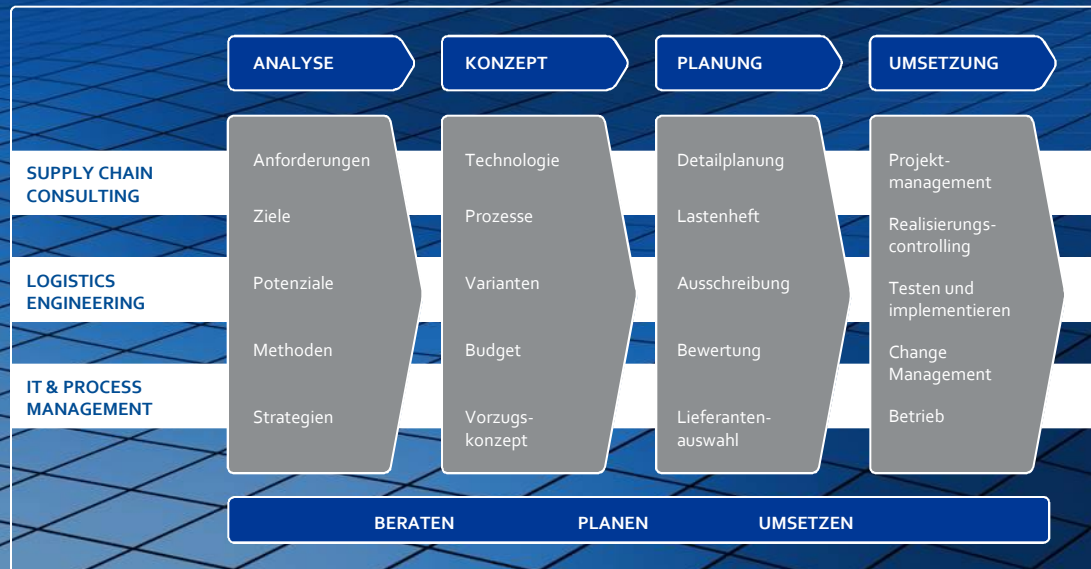 ANALYSE
KONZEPT
PLANUNG
UMSETZUNG
SUPPLY CHAIN
CONSULTING
LOGISTICS
ENGINEERING
IT & PROCESS
MANAGEMENT
Anforderungen
Ziele
Potenziale
Methoden
Strategien
Technologie
Prozesse
Varianten
Budget
Vorzugs-
konzept
Detailplanung
Lastenheft
Ausschreibung
Bewertung
Lieferanten-
auswahl
Projekt-
management
Realisierungs-
controlling
Testen und
implementieren
Change
Management
Betrieb
BERATEN PLANEN UMSETZEN